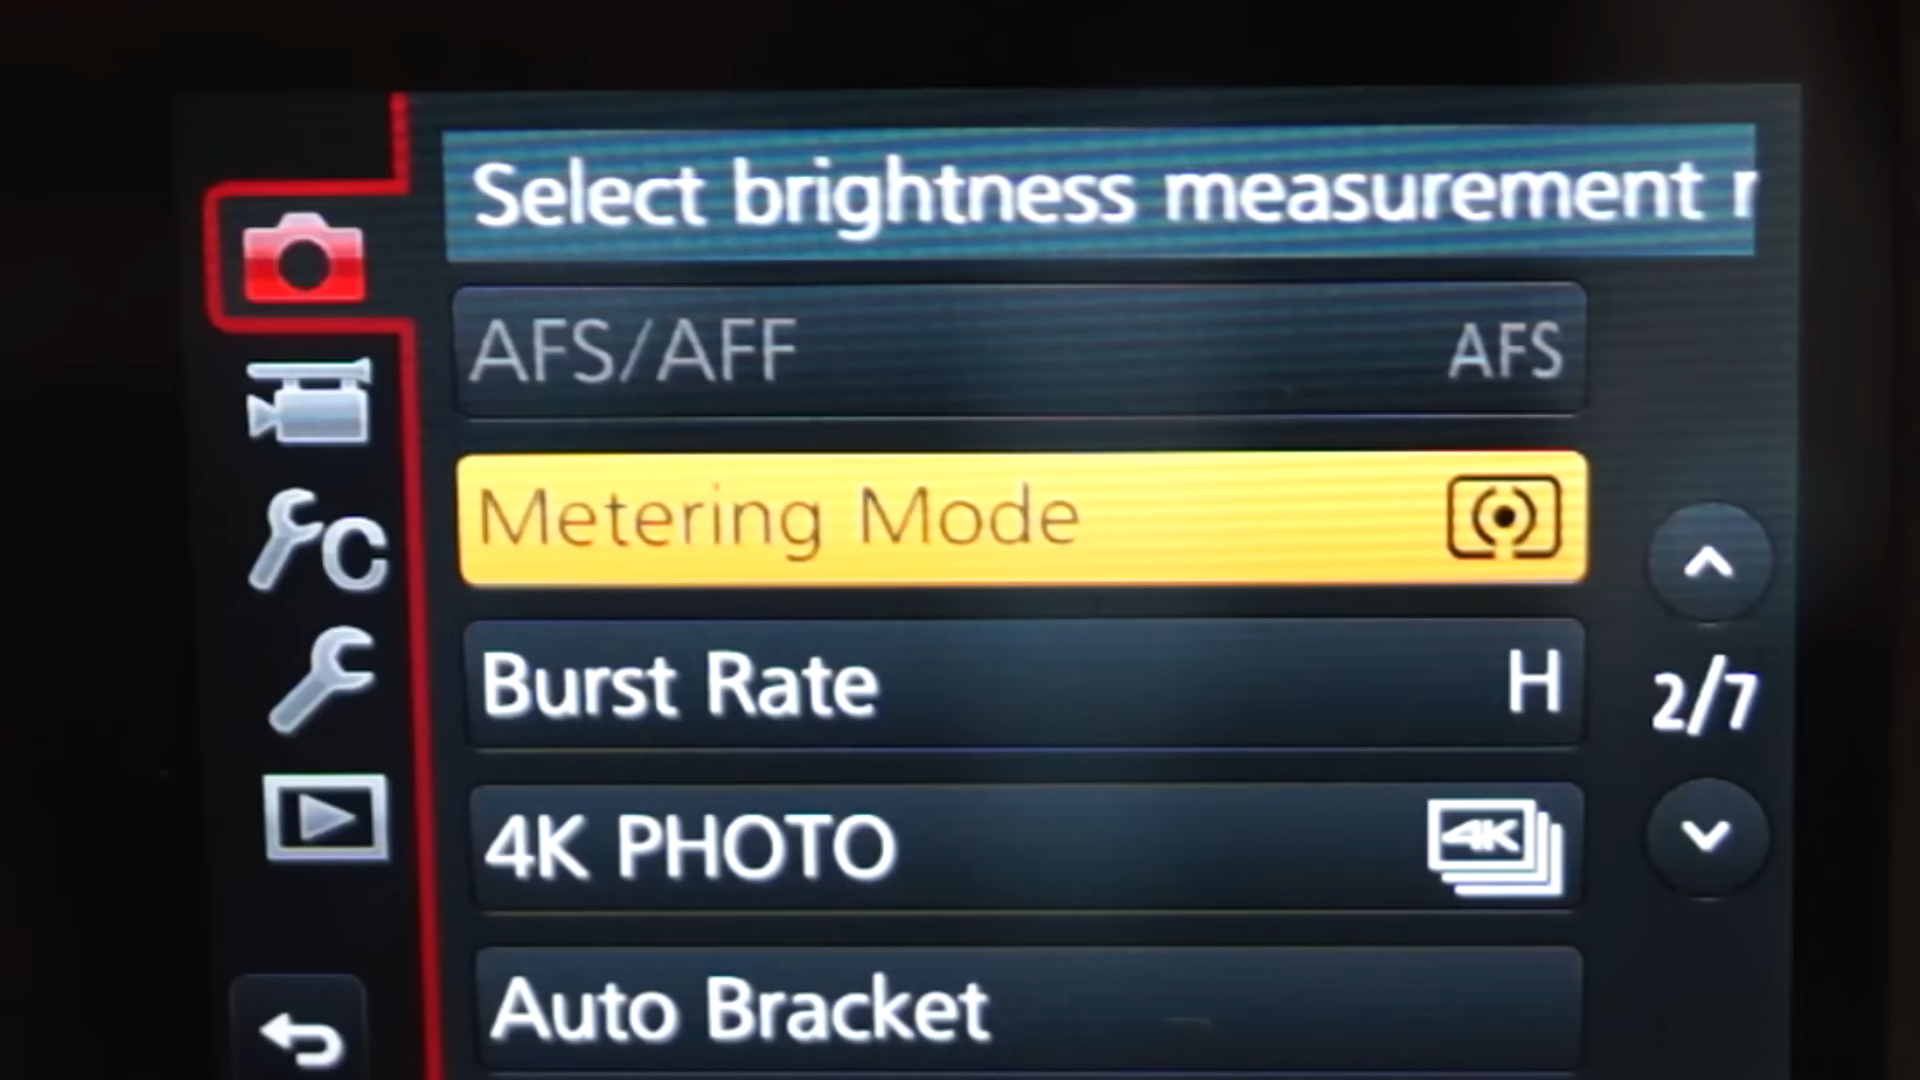 Select brightness measurement
AFS/AFF AFS
Metering Mode
Burst Rate H
2/7
4K PHOTO 4K
Auto Bracket
C